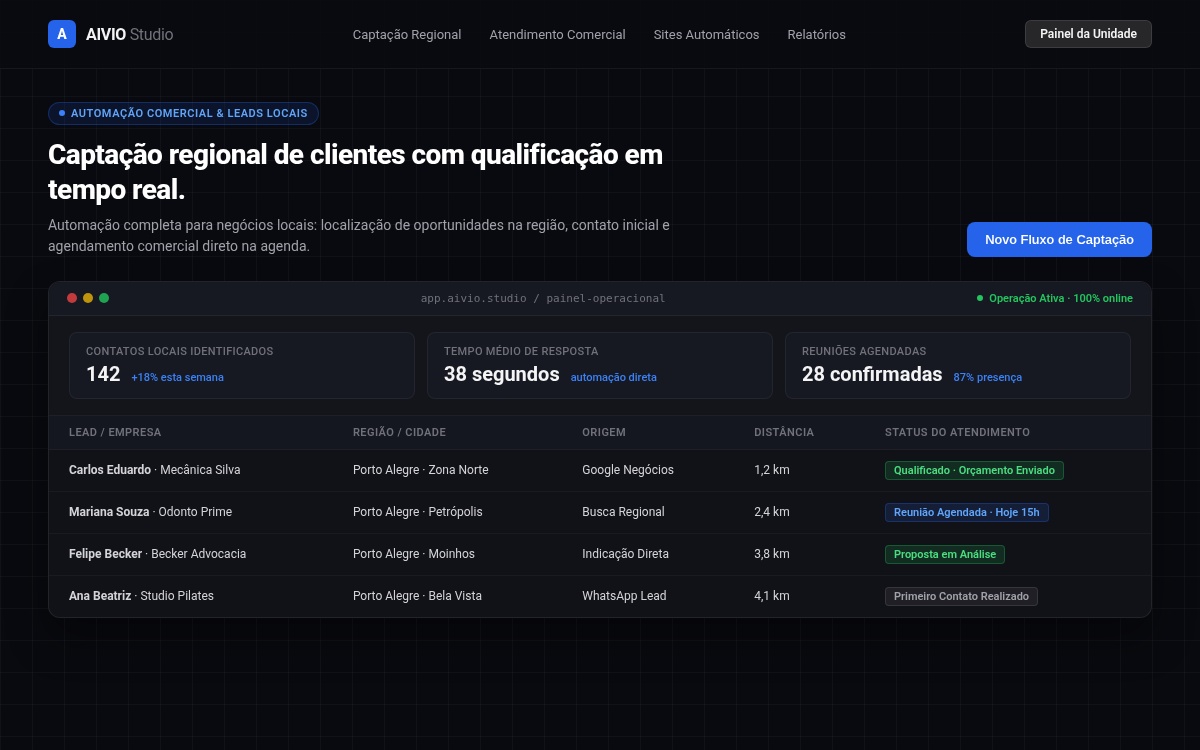 A AIVIO Studio
Captação Regional Atendimento Comercial Sites Automáticos Relatórios
Painel da Unidade
AUTOMAÇÃO COMERCIAL & LEADS LOCAIS
Captação regional de clientes com qualificação em
tempo real.
Automação completa para negócios locais: localização de oportunidades na região, contato inicial e
agendamento comercial direto na agenda.
Novo Fluxo de Captação
app.aivio.studio / painel-operacional
Operação Ativa · 100% online
CONTATOS LOCAIS IDENTIFICADOS
142 +18% esta semana
TEMPO MÉDIO DE RESPOSTA
38 segundos automação direta
REUNIÕES AGENDADAS
28 confirmadas 87% presença
LEAD / EMPRESA REGIÃO / CIDADE ORIGEM DISTÂNCIA STATUS DO ATENDIMENTO
Carlos Eduardo · Mecânica Silva Porto Alegre · Zona Norte Google Negócios 1,2 km Qualificado · Orçamento Enviado
Mariana Souza · Odonto Prime Porto Alegre · Petrópolis Busca Regional 2,4 km Reunião Agendada · Hoje 15h
Felipe Becker · Becker Advocacia Porto Alegre · Moinhos Indicação Direta 3,8 km Proposta em Análise
Ana Beatriz · Studio Pilates Porto Alegre · Bela Vista WhatsApp Lead 4,1 km Primeiro Contato Realizado